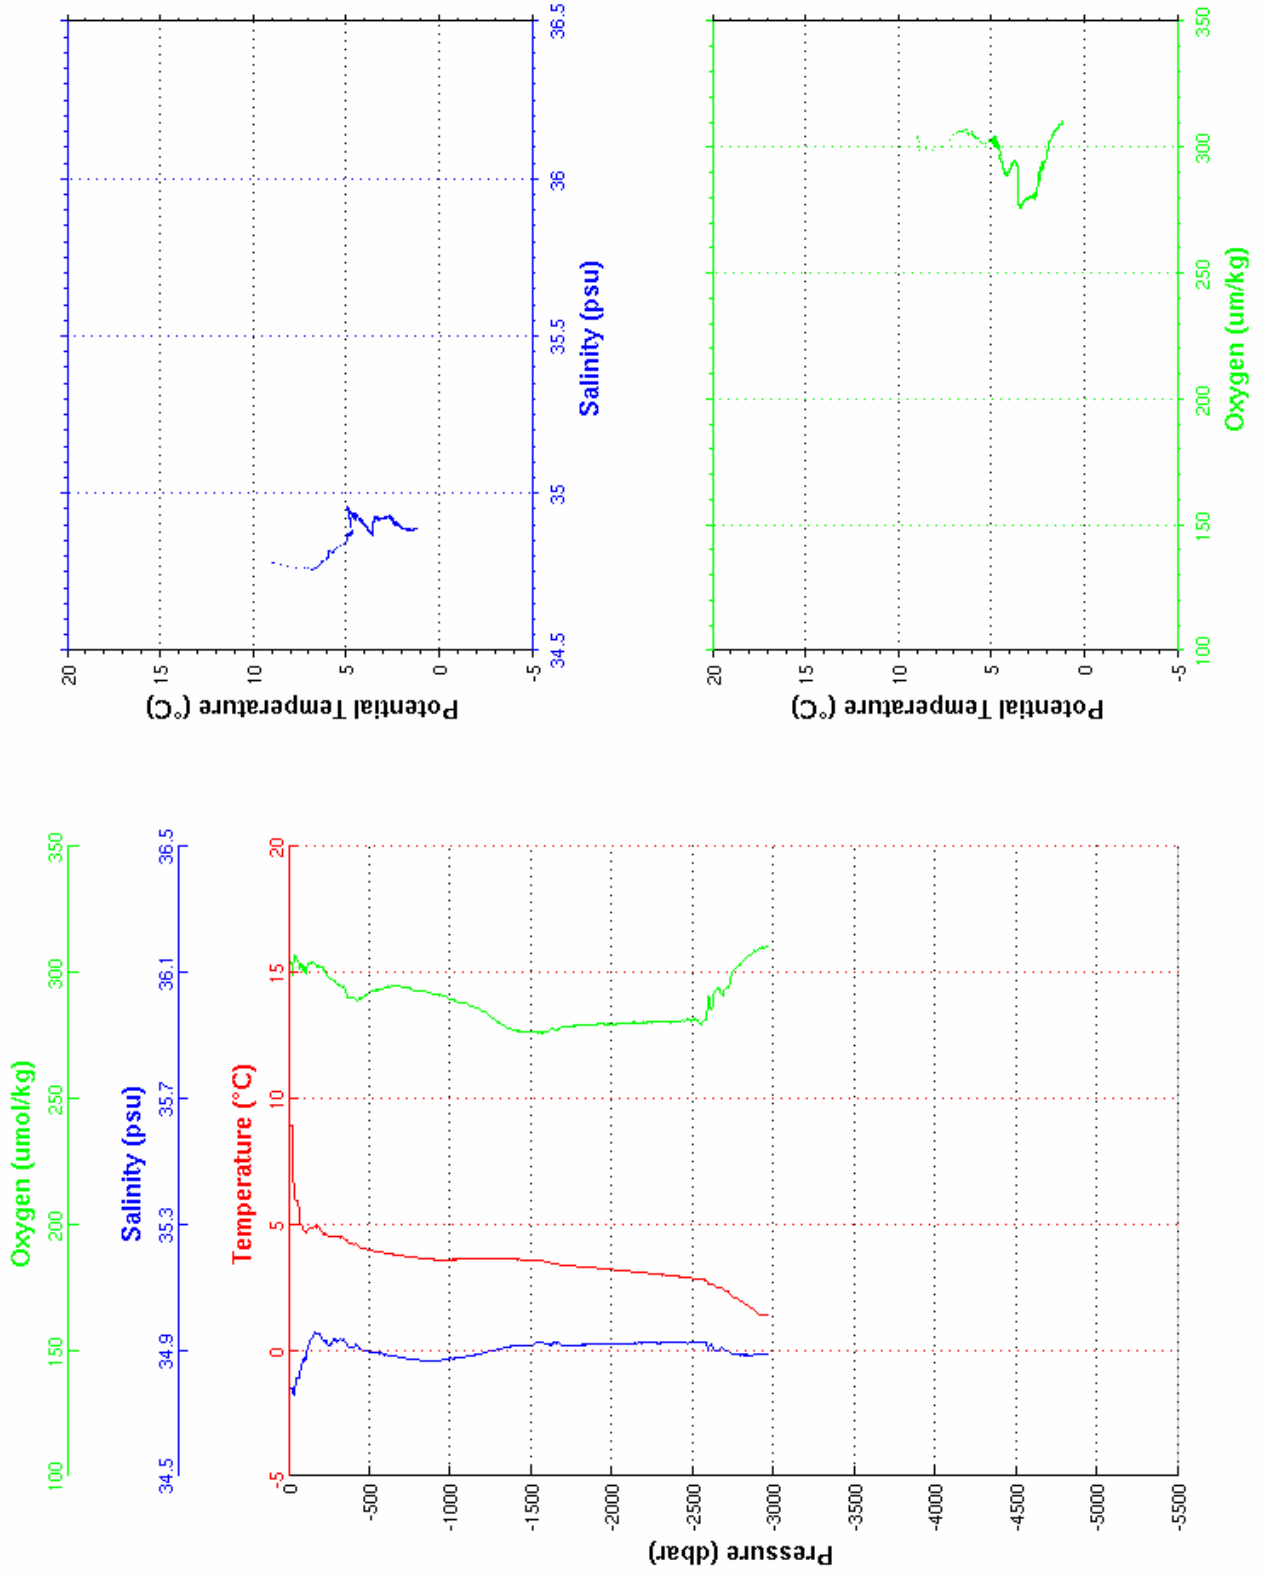 Oxygen (umol/kg)
100 150 200 250 300 350
Salinity (psu)
34.5 34.9 35.3 35.7 36.1 36.5
Temperature (°C)
-5 0 5 10 15 20
Pressure (dbar)
0
-500
-1000
-1500
-2000
-2500
-3000
-3500
-4000
-4500
-5000
-5500
Potential Temperature (°C)
20
15
10
5
0
-5
34.5 35 35.5 36 36.5
Salinity (psu)
Potential Temperature (°C)
20
15
10
5
0
-5
100 150 200 250 300 350
Oxygen (um/kg)